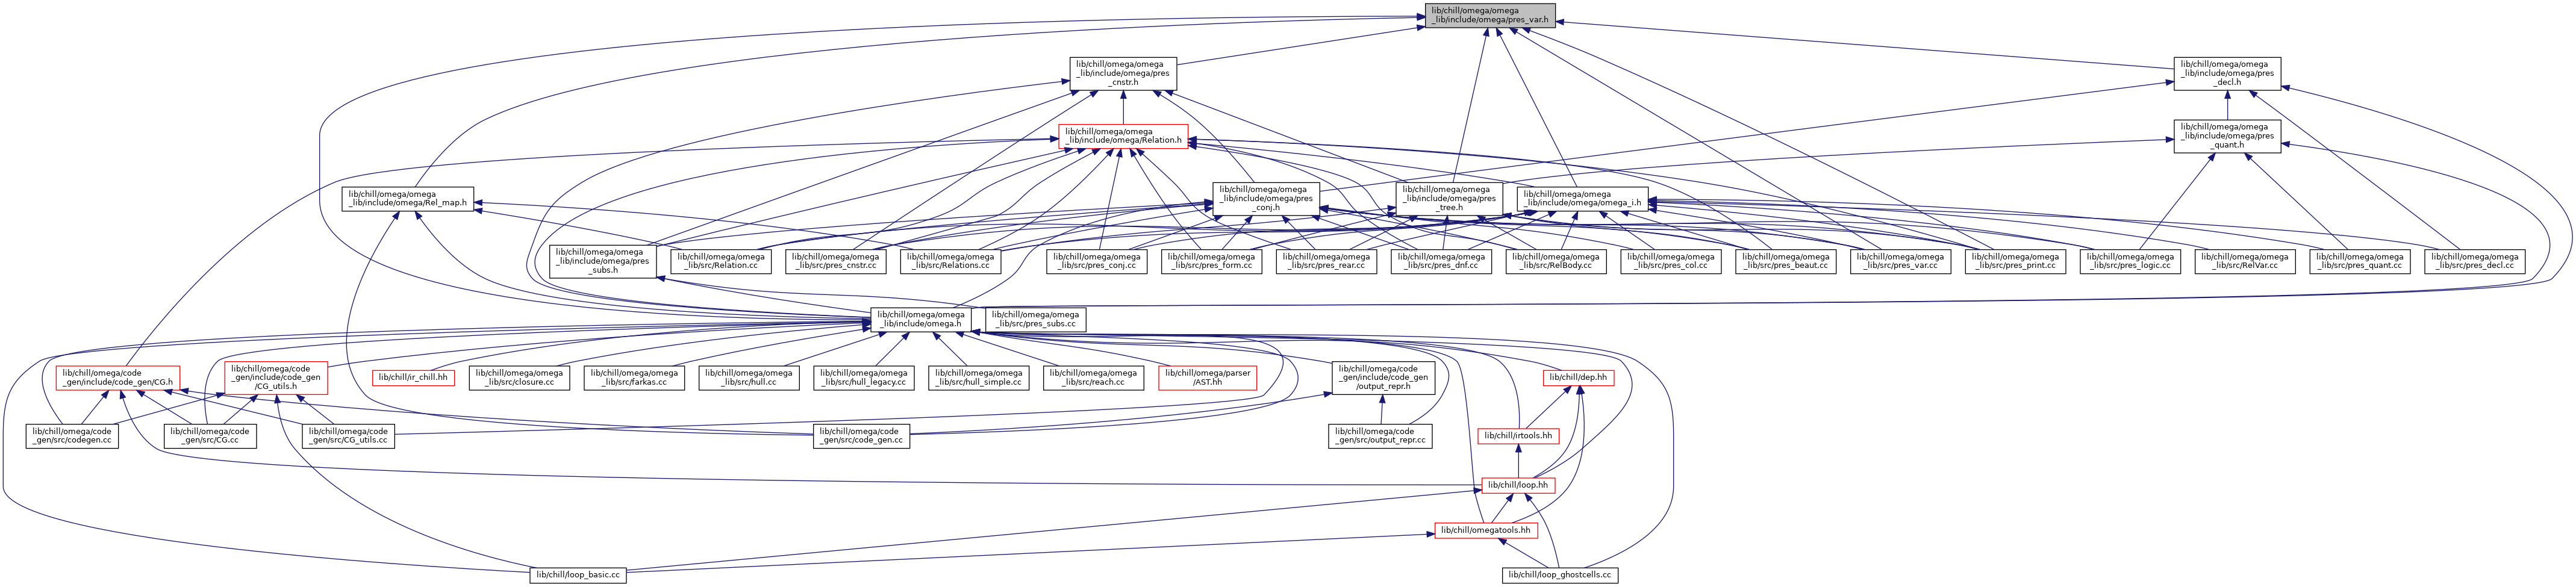 lib/chill/omega/omega
_lib/include/omega/pres_var.h
lib/chill/omega/omega
_lib/include/omega/pres
_cnstr.h
lib/chill/omega/omega
_lib/include/omega/pres
_decl.h
lib/chill/omega/omega
_lib/include/omega/Relation.h
lib/chill/omega/omega
_lib/include/omega/pres
_quant.h
lib/chill/omega/omega
_lib/include/omega/Rel_map.h
lib/chill/omega/omega
_lib/include/omega/pres
_conj.h
lib/chill/omega/omega
_lib/include/omega/pres
_tree.h
lib/chill/omega/omega
_lib/include/omega/omega_i.h
lib/chill/omega/omega
_lib/include/omega/pres
_subs.h
lib/chill/omega/omega
_lib/src/Relation.cc
lib/chill/omega/omega
_lib/src/pres_cnstr.cc
lib/chill/omega/omega
_lib/src/Relations.cc
lib/chill/omega/omega
_lib/src/pres_conj.cc
lib/chill/omega/omega
_lib/src/pres_form.cc
lib/chill/omega/omega
_lib/src/pres_rear.cc
lib/chill/omega/omega
_lib/src/pres_dnf.cc
lib/chill/omega/omega
_lib/src/RelBody.cc
lib/chill/omega/omega
_lib/src/pres_col.cc
lib/chill/omega/omega
_lib/src/pres_beaut.cc
lib/chill/omega/omega
_lib/src/pres_var.cc
lib/chill/omega/omega
_lib/src/pres_print.cc
lib/chill/omega/omega
_lib/src/pres_logic.cc
lib/chill/omega/omega
_lib/src/RelVar.cc
lib/chill/omega/omega
_lib/src/pres_quant.cc
lib/chill/omega/omega
_lib/src/pres_decl.cc
lib/chill/omega/omega
_lib/include/omega.h
lib/chill/omega/omega
_lib/src/pres_subs.cc
lib/chill/omega/code
_gen/include/code_gen/CG.h
lib/chill/omega/code
_gen/include/code_gen
/CG_utils.h
lib/chill/ir_chill.hh
lib/chill/omega/omega
_lib/src/closure.cc
lib/chill/omega/omega
_lib/src/farkas.cc
lib/chill/omega/omega
_lib/src/hull.cc
lib/chill/omega/omega
_lib/src/hull_legacy.cc
lib/chill/omega/omega
_lib/src/hull_simple.cc
lib/chill/omega/omega
_lib/src/reach.cc
lib/chill/omega/parser
/AST.hh
lib/chill/omega/code
_gen/include/code_gen
/output_repr.h
lib/chill/dep.hh
lib/chill/omega/code
_gen/src/codegen.cc
lib/chill/omega/code
_gen/src/CG.cc
lib/chill/omega/code
_gen/src/CG_utils.cc
lib/chill/omega/code
_gen/src/code_gen.cc
lib/chill/omega/code
_gen/src/output_repr.cc
lib/chill/irtools.hh
lib/chill/loop.hh
lib/chill/omegatools.hh
lib/chill/loop_basic.cc
lib/chill/loop_ghostcells.cc